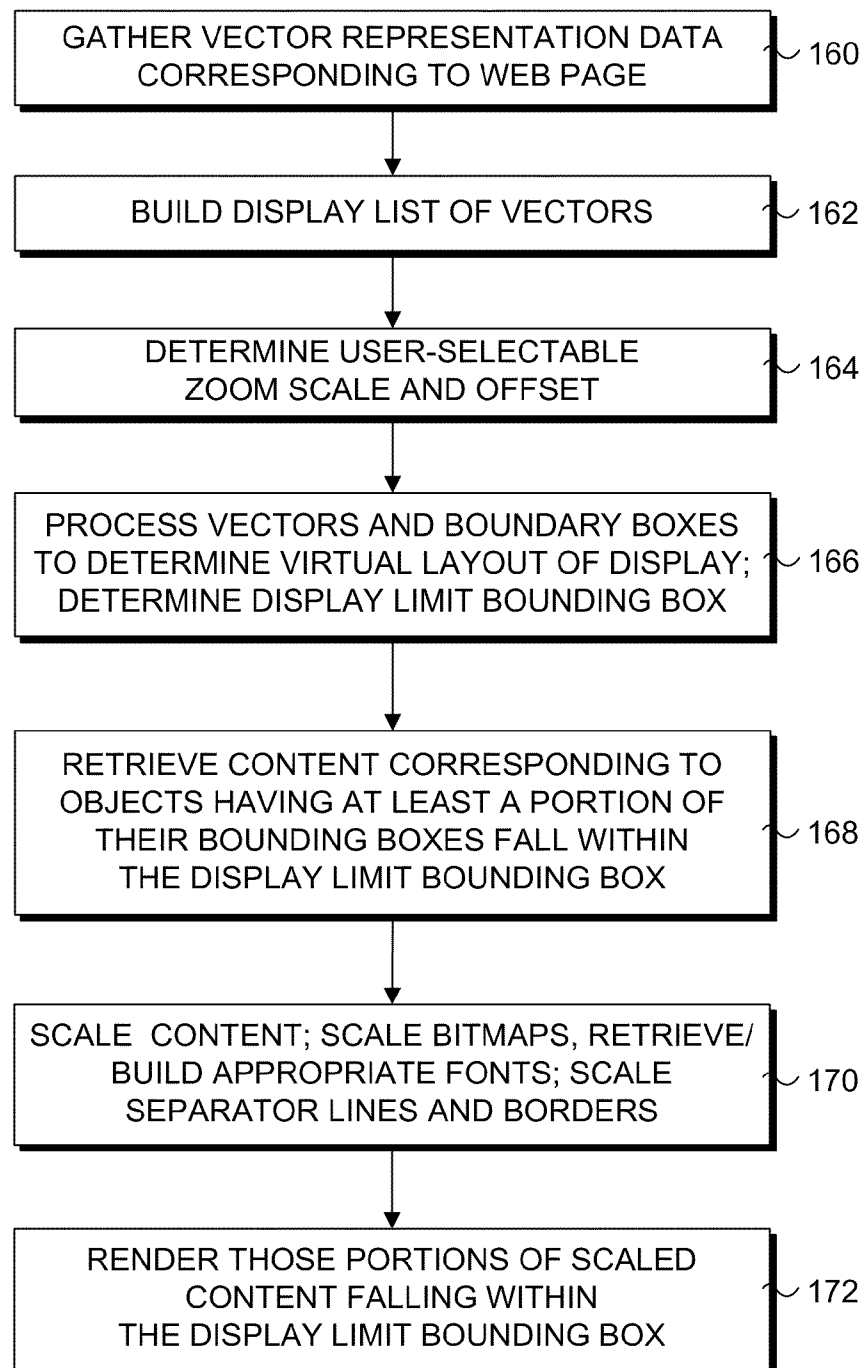 GATHER VECTOR REPRESENTATION DATA
CORRESPONDING TO WEB PAGE
160
BUILD DISPLAY LIST OF VECTORS
162
DETERMINE USER-SELECTABLE
ZOOM SCALE AND OFFSET
164
PROCESS VECTORS AND BOUNDARY BOXES
TO DETERMINE VIRTUAL LAYOUT OF DISPLAY;
DETERMINE DISPLAY LIMIT BOUNDING BOX
166
RETRIEVE CONTENT CORRESPONDING TO
OBJECTS HAVING AT LEAST A PORTION OF
THEIR BOUNDING BOXES FALL WITHIN
THE DISPLAY LIMIT BOUNDING BOX
168
SCALE CONTENT; SCALE BITMAPS, RETRIEVE/
BUILD APPROPRIATE FONTS; SCALE
SEPARATOR LINES AND BORDERS
170
RENDER THOSE PORTIONS OF SCALED
CONTENT FALLING WITHIN
THE DISPLAY LIMIT BOUNDING BOX
172